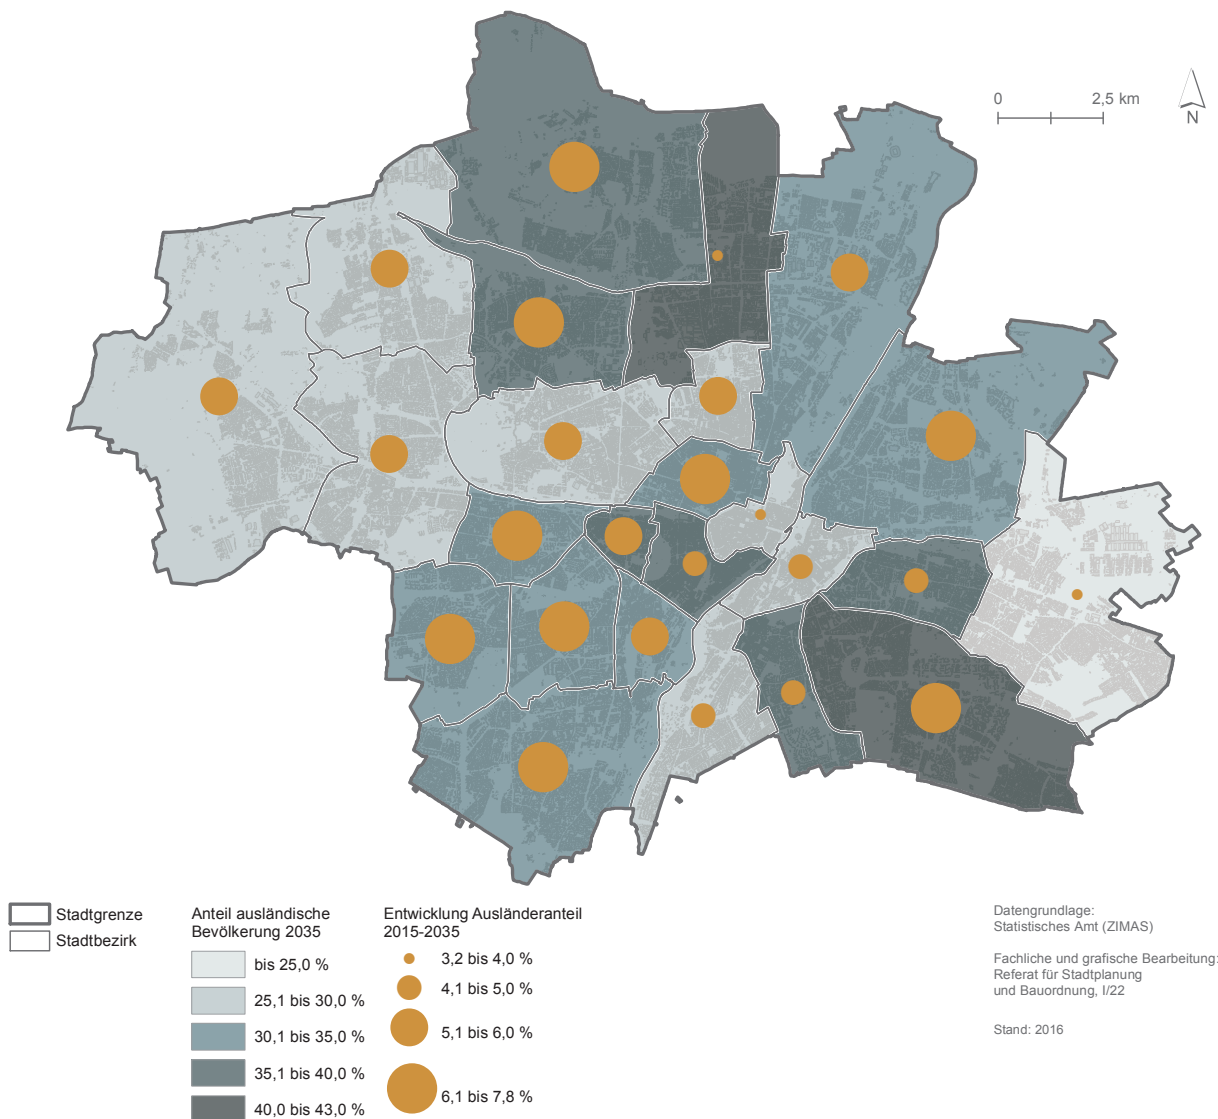 0 2,5 km
N
Stadtgrenze
Stadtbezirk
Anteil ausländische
Bevölkerung 2035
bis 25,0 %
25,1 bis 30,0 %
30,1 bis 35,0 %
35,1 bis 40,0 %
40,0 bis 43,0 %
Entwicklung Ausländeranteil
2015-2035
3,2 bis 4,0 %
4,1 bis 5,0 %
5,1 bis 6,0 %
6,1 bis 7,8 %
Datengrundlage:
Statistisches Amt (ZIMAS)
Fachliche und grafische Bearbeitung:
Referat für Stadtplanung
und Bauordnung, I/22
Stand: 2016